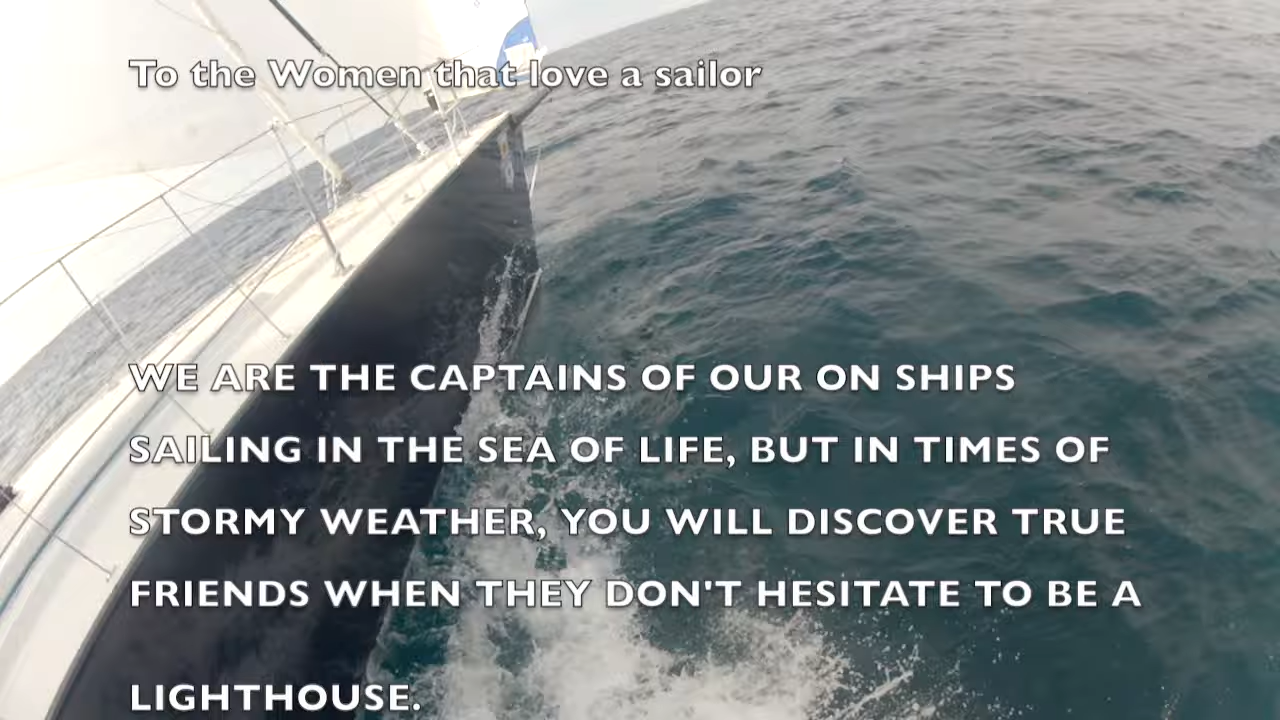 To the Women that love a sailor
WE ARE THE CAPTAINS OF OUR ON SHIPS
SAILING IN THE SEA OF LIFE, BUT IN TIMES OF
STORMY WEATHER, YOU WILL DISCOVER TRUE
FRIENDS WHEN THEY DON'T HESITATE TO BE A
LIGHTHOUSE.